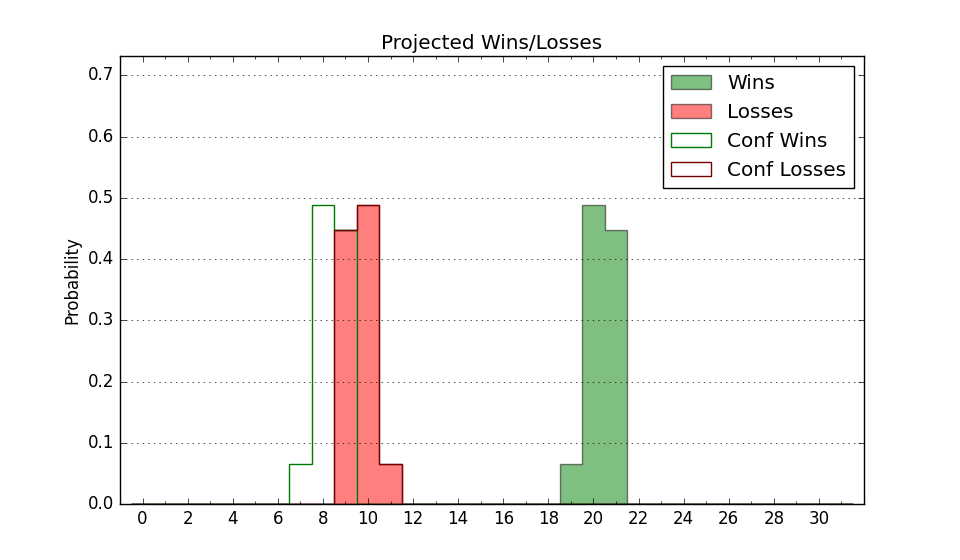 Projected Wins/Losses
0.7
0.6
0.5
0.4
0.3
0.2
0.1
0.0
Probability
Wins
Losses
Conf Wins
Conf Losses
0 2 4 6 8 10 12 14 16 18 20 22 24 26 28 30